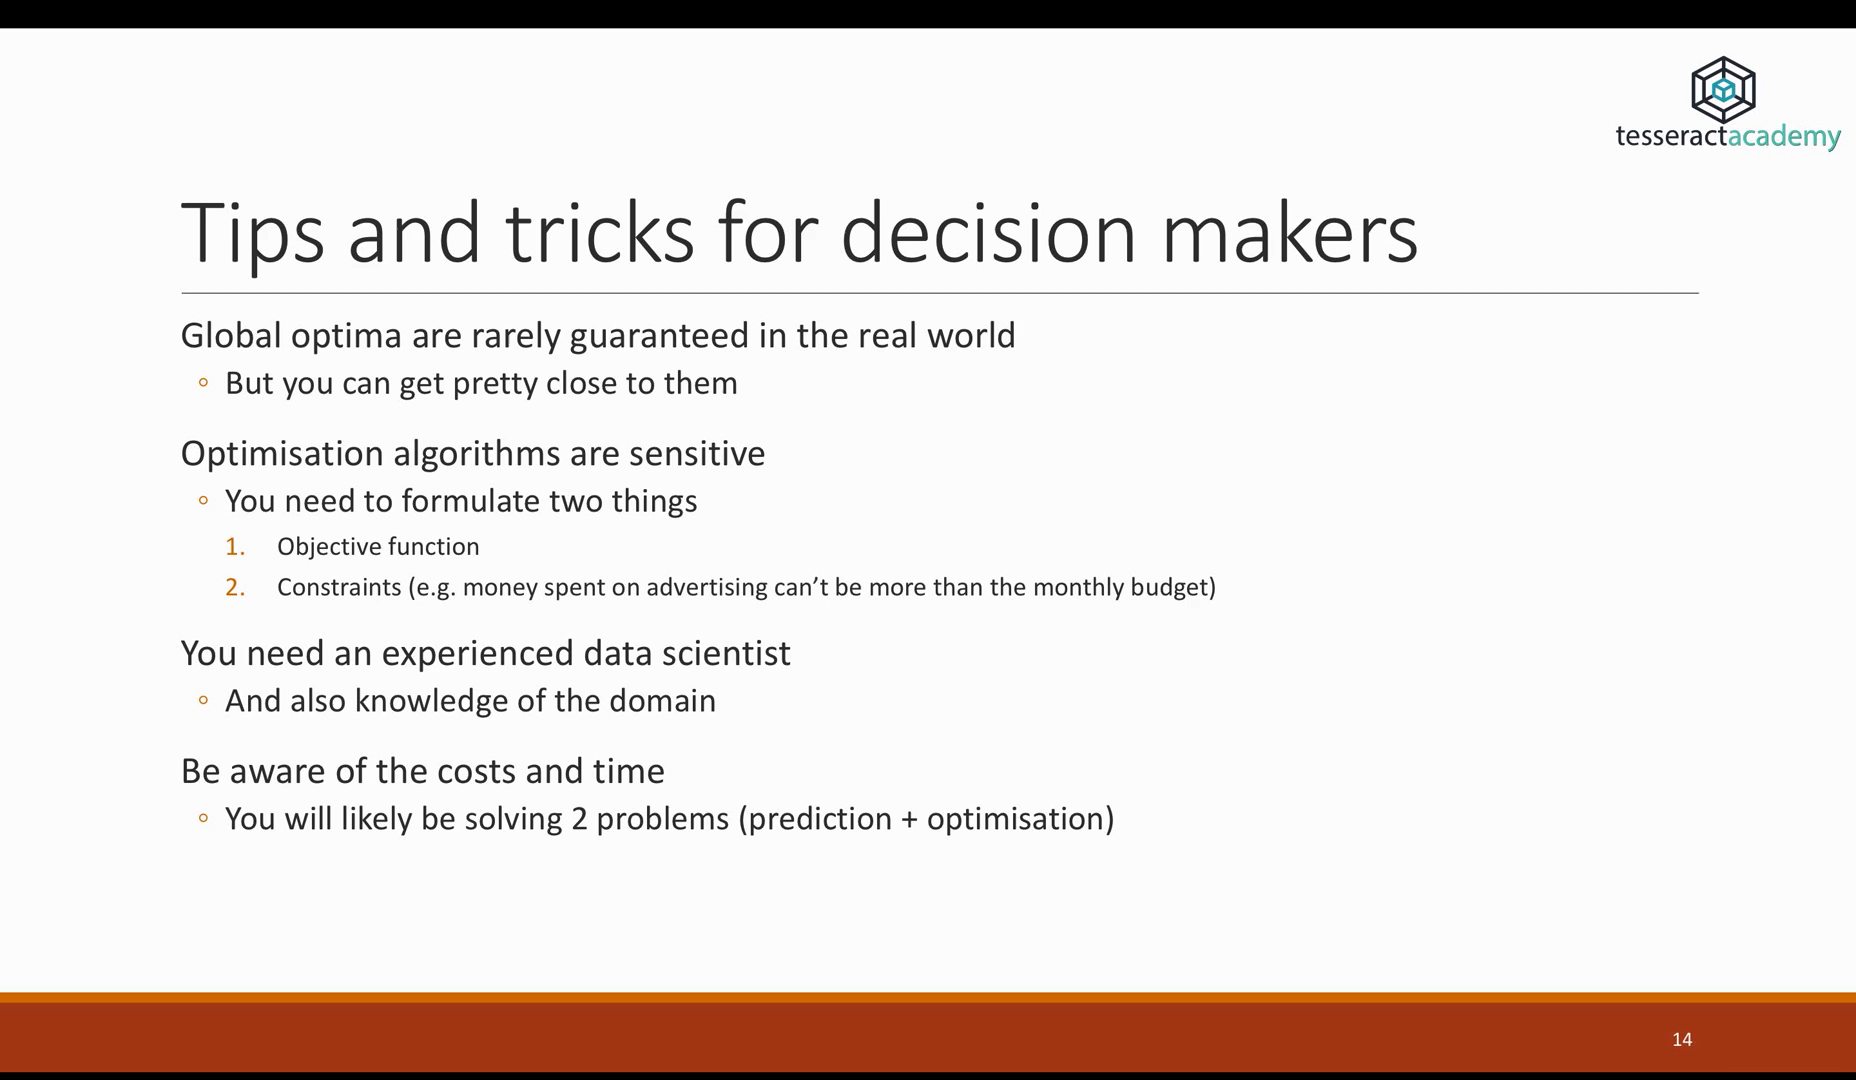 tesseractacademy
Tips and tricks for decision makers
Global optima are rarely guaranteed in the real world
◦ But you can get pretty close to them
Optimisation algorithms are sensitive
◦ You need to formulate two things
1. Objective function
2. Constraints (e.g. money spent on advertising can’t be more than the monthly budget)
You need an experienced data scientist
◦ And also knowledge of the domain
Be aware of the costs and time
◦ You will likely be solving 2 problems (prediction + optimisation)
14